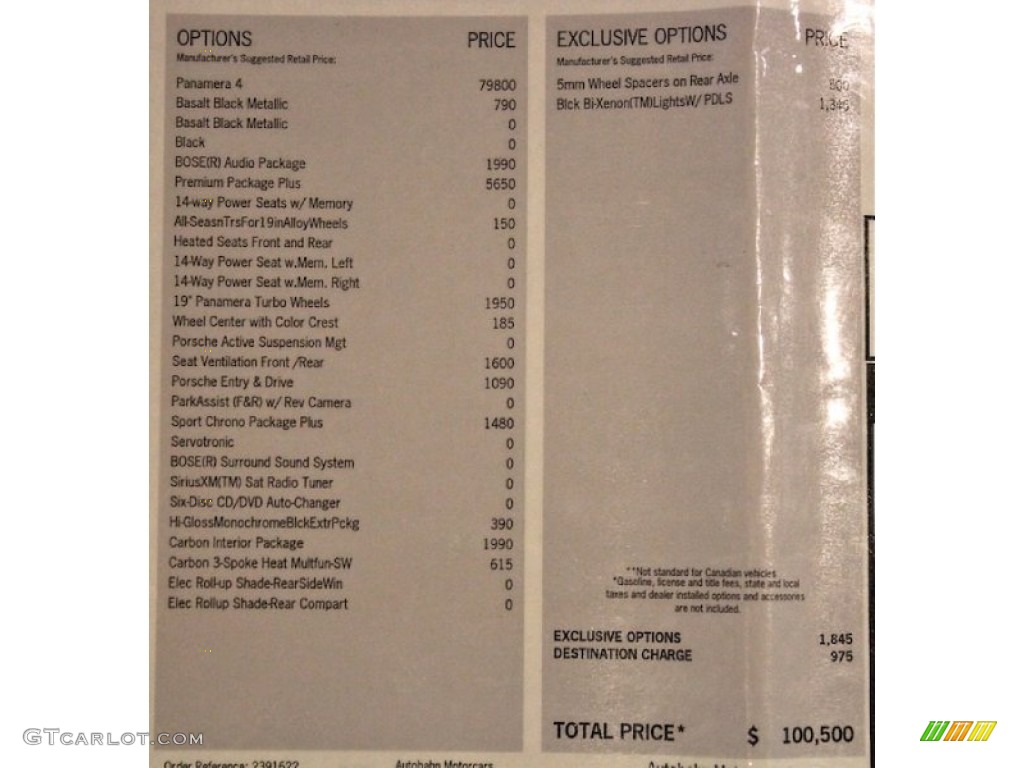 OPTIONS PRICE
Manufacturer's Suggested Retail Price:
Panamera 4 79800
Basalt Black Metallic 790
Basalt Black Metallic 0
Black 0
BOSE(R) Audio Package 1990
Premium Package Plus 5650
14-way Power Seats w/ Memory 0
All-SeasnTrsFor19inAlloyWheels 150
Heated Seats Front and Rear 0
14-Way Power Seat w.Mem. Left 0
14-Way Power Seat w.Mem. Right 0
19" Panamera Turbo Wheels 1950
Wheel Center with Color Crest 185
Porsche Active Suspension Mgt 0
Seat Ventilation Front /Rear 1600
Porsche Entry & Drive 1090
ParkAssist (F&R) w/ Rev Camera 0
Sport Chrono Package Plus 1480
Servotronic 0
BOSE(R) Surround Sound System 0
SiriusXM(TM) Sat Radio Tuner 0
Six-Disc CD/DVD Auto-Changer 0
Hi-GlossMonochromeBlckExtrPckg 390
Carbon Interior Package 1990
Carbon 3-Spoke Heat Multfun-SW 615
Elec Roll-up Shade-RearSideWin 0
Elec Rollup Shade-Rear Compart 0
Order Reference: 2391622 Autobahn Motorcars
EXCLUSIVE OPTIONS PRICE
Manufacturer's Suggested Retail Price:
5mm Wheel Spacers on Rear Axle
Blck Bi-Xenon(TM)LightsW/ PDLS
**Not standard for Canadian vehicles
*Gasoline, license and title fees, state and local
taxes and dealer installed options and accessories
are not included.
EXCLUSIVE OPTIONS 1,845
DESTINATION CHARGE 975
TOTAL PRICE* $ 100,500
GTCARLOT.COM